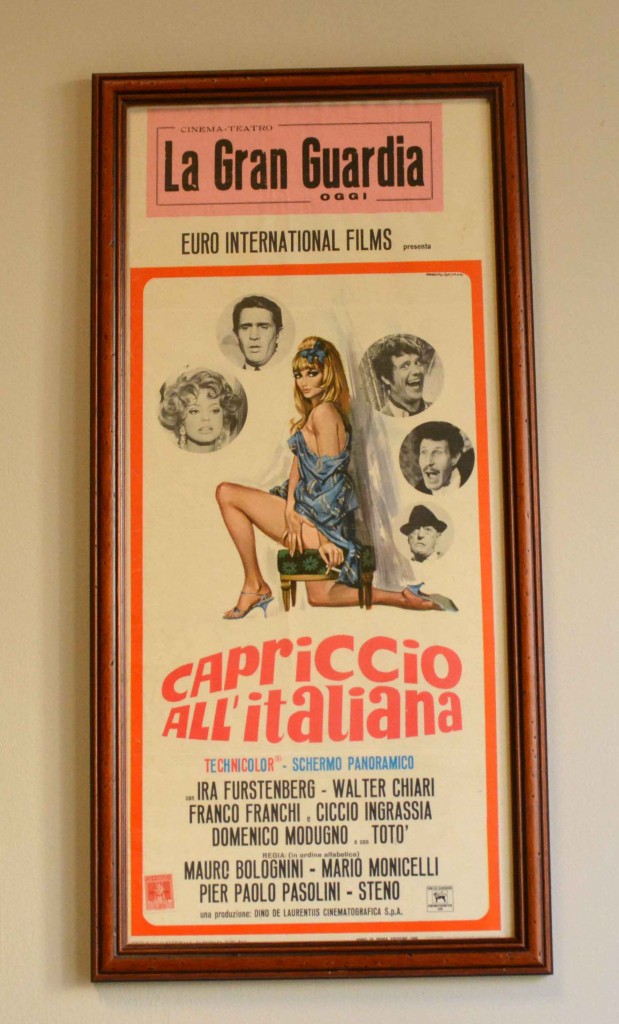 CINEMA-TEATRO
La Gran Guardia
OGGI
EURO INTERNATIONAL FILMS presenta
CAPRICCIO
ALL'italiana
TECHNICOLOR - SCHERMO PANORAMICO
con IRA FURSTENBERG - WALTER CHIARI
FRANCO FRANCHI e CICCIO INGRASSIA
DOMENICO MODUGNO e con TOTO'
REGIA: (in ordine alfabetico)
MAURO BOLOGNINI - MARIO MONICELLI
PIER PAOLO PASOLINI - STENO
una produzione: DINO DE LAURENTIIS CINEMATOGRAFICA S.p.A.